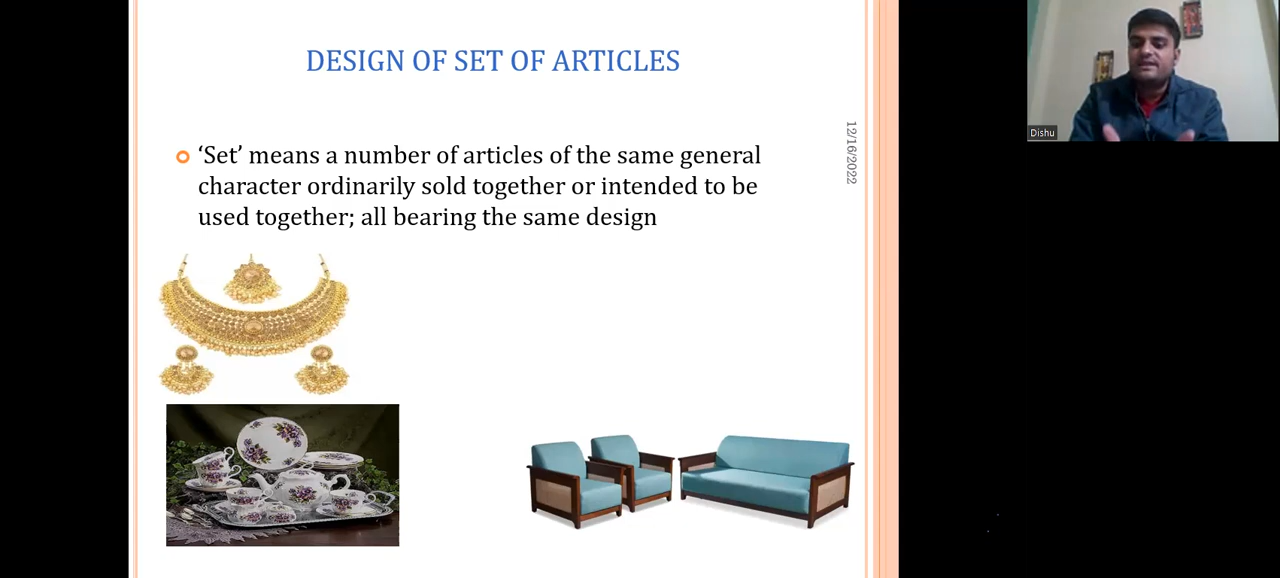 DESIGN OF SET OF ARTICLES
‘Set’ means a number of articles of the same general
character ordinarily sold together or intended to be
used together; all bearing the same design
12/16/2022
Dishu